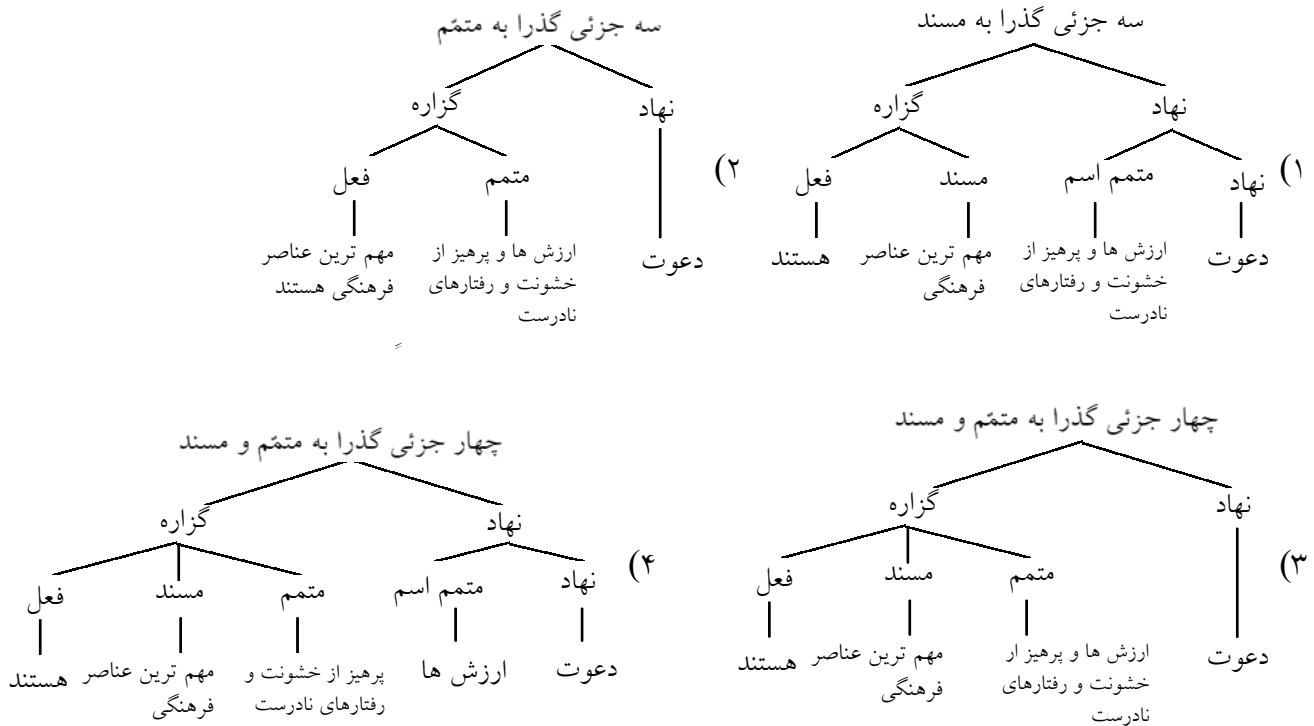 سه جزئی گذرا به مسند
نهاد گزاره
۱)
نهاد متمم اسم مسند فعل
دعوت
ارزش ها و پرهیز از
خشونت و رفتارهای
نادرست
مهم ترین عناصر
فرهنگی
هستند
سه جزئی گذرا به متمّم
نهاد گزاره
۲)
متمم فعل
دعوت
ارزش ها و پرهیز از
خشونت و رفتارهای
نادرست
مهم ترین عناصر
فرهنگی هستند
چهار جزئی گذرا به متمّم و مسند
نهاد گزاره
۳)
متمم مسند فعل
دعوت
ارزش ها و پرهیز ار
خشونت و رفتارهای
نادرست
مهم ترین عناصر
فرهنگی
هستند
چهار جزئی گذرا به متمّم و مسند
نهاد گزاره
۴)
نهاد متمم اسم متمم مسند فعل
دعوت
ارزش ها
پرهیز از خشونت و
رفتارهای نادرست
مهم ترین عناصر
فرهنگی
هستند